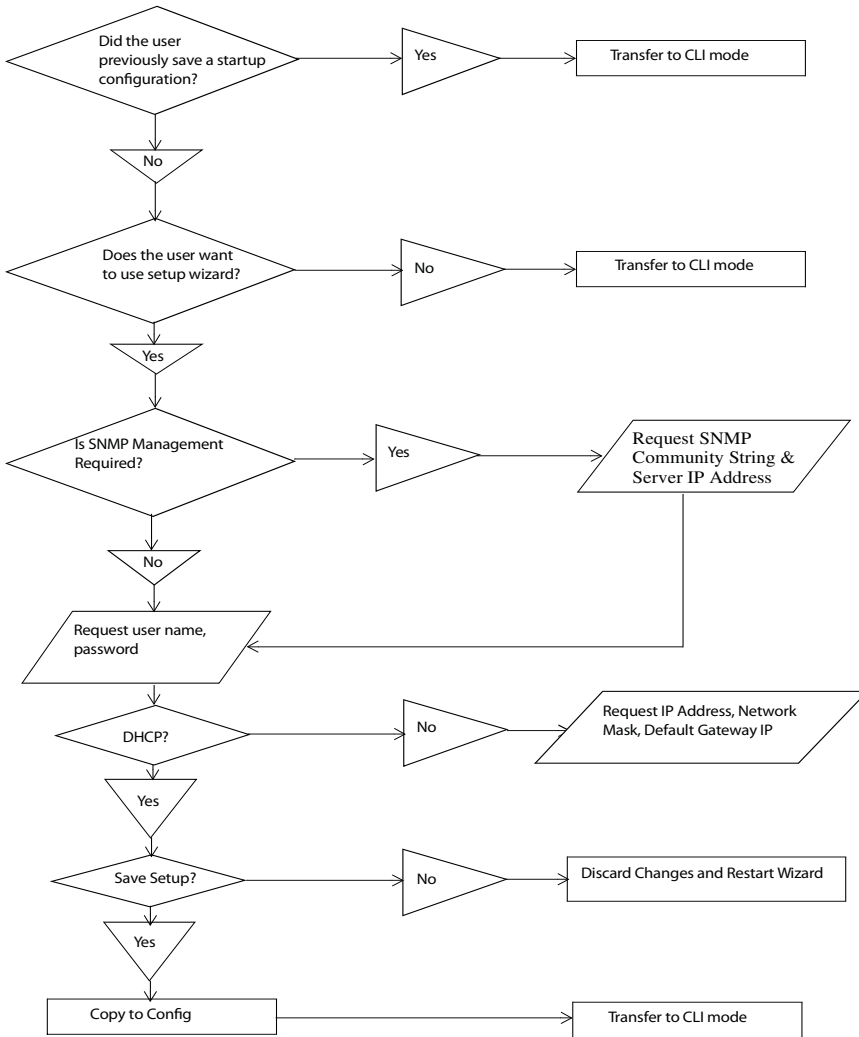 Did the user
previously save a startup
configuration?
Yes
Transfer to CLI mode
No
Does the user want
to use setup wizard?
No
Transfer to CLI mode
Yes
Is SNMP Management
Required?
Yes
Request SNMP
Community String &
Server IP Address
No
Request user name,
password
DHCP?
No
Request IP Address, Network
Mask, Default Gateway IP
Yes
Save Setup?
No
Discard Changes and Restart Wizard
Yes
Copy to Config
Transfer to CLI mode